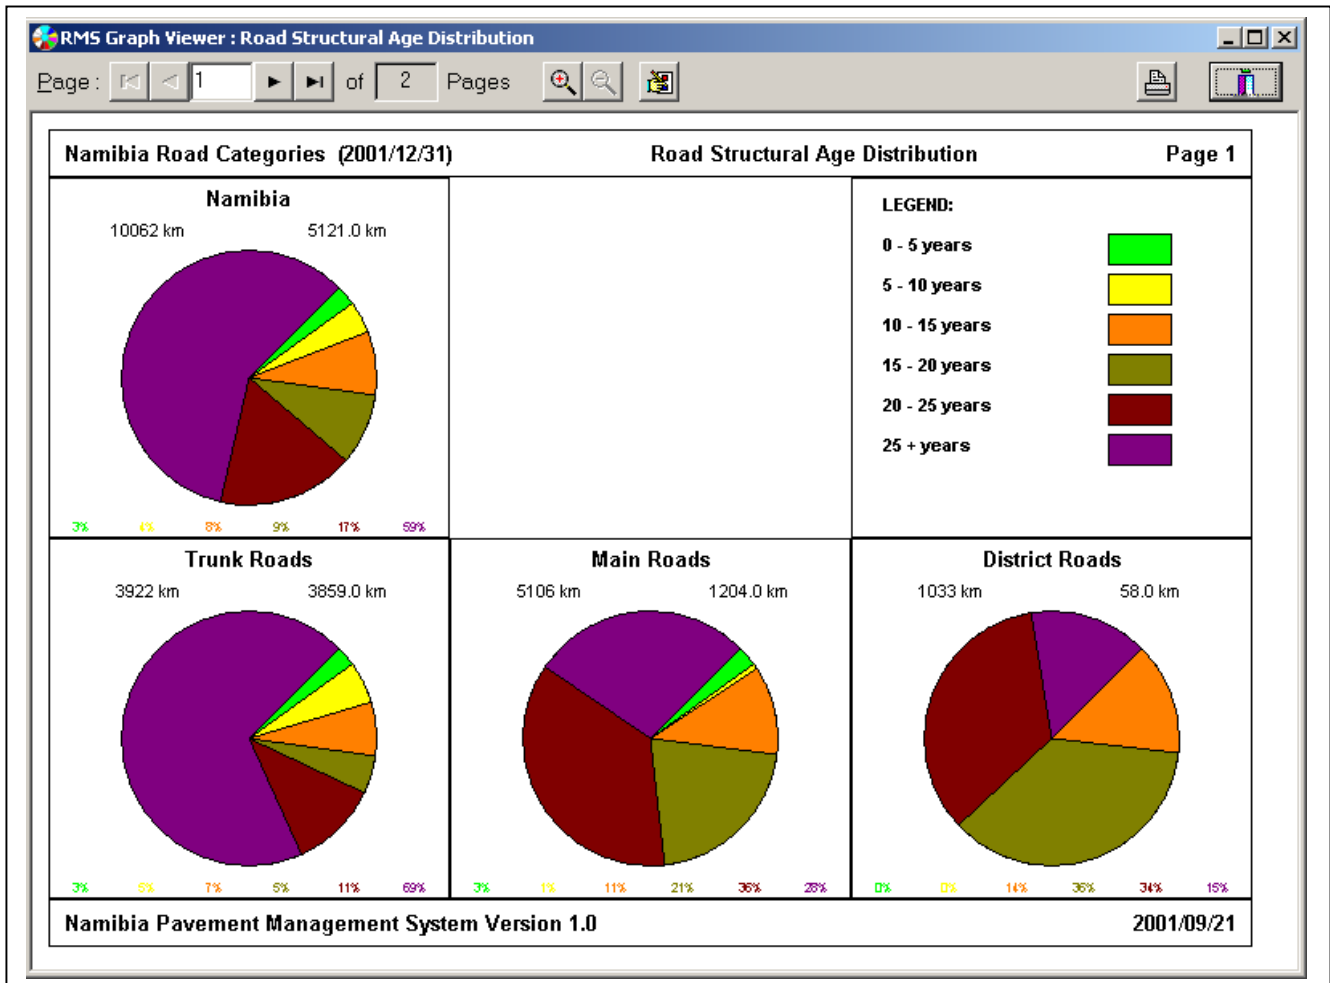 RMS Graph Viewer : Road Structural Age Distribution
Page : 1 of 2 Pages
Namibia Road Categories (2001/12/31) Road Structural Age Distribution Page 1
Namibia
10062 km 5121.0 km
3% 4% 8% 9% 17% 59%
LEGEND:
0 - 5 years
5 - 10 years
10 - 15 years
15 - 20 years
20 - 25 years
25 + years
Trunk Roads
3922 km 3859.0 km
3% 5% 7% 5% 11% 69%
Main Roads
5106 km 1204.0 km
3% 1% 11% 21% 36% 28%
District Roads
1033 km 58.0 km
0% 0% 14% 36% 34% 15%
Namibia Pavement Management System Version 1.0 2001/09/21